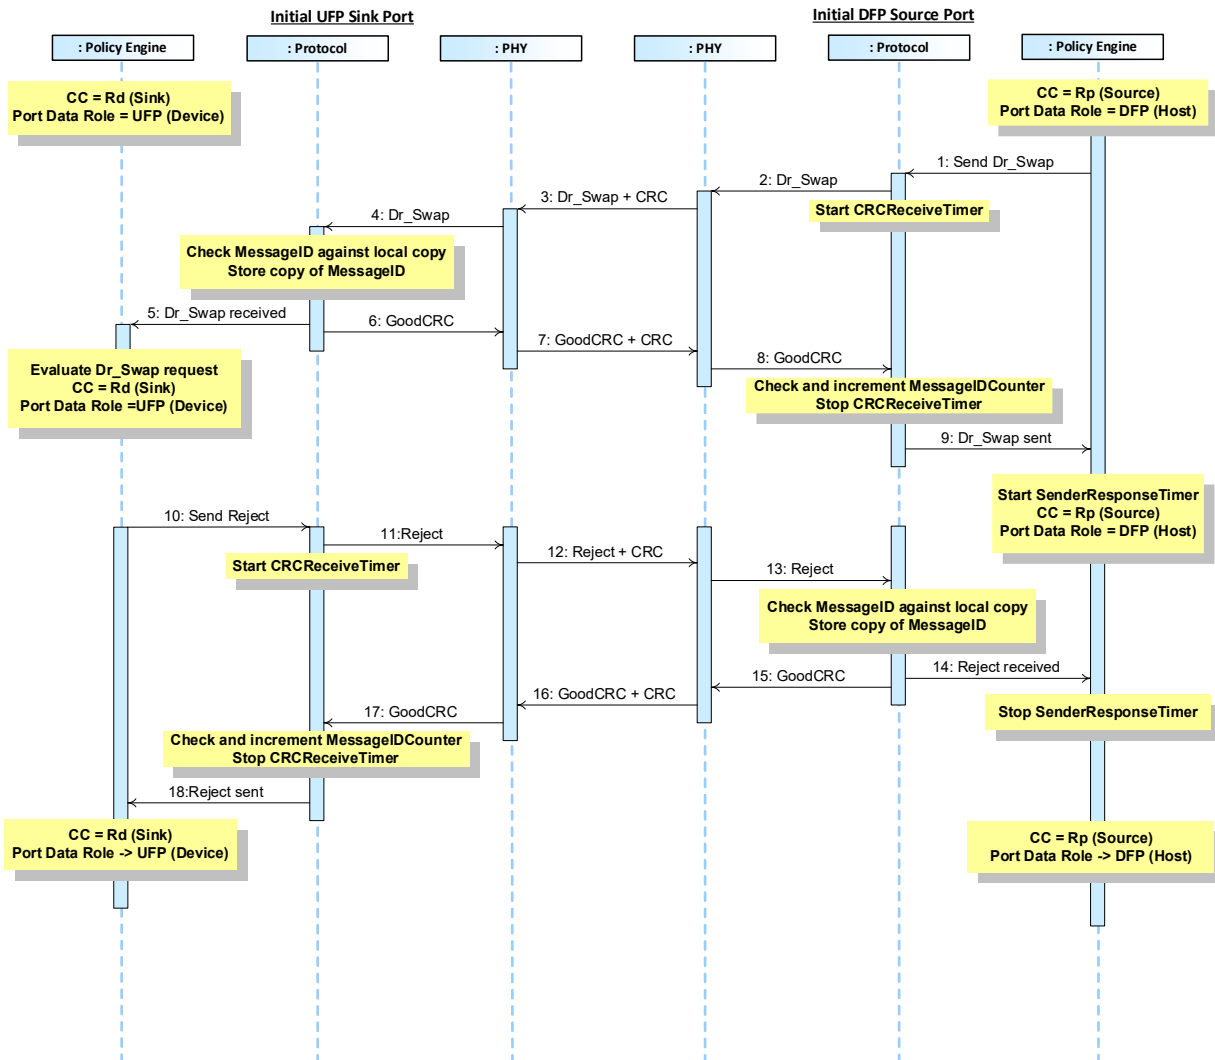 Initial UFP Sink Port
Initial DFP Source Port
: Policy Engine
: Protocol
: PHY
: PHY
: Protocol
: Policy Engine
CC = Rd (Sink)
Port Data Role = UFP (Device)
CC = Rp (Source)
Port Data Role = DFP (Host)
1: Send Dr_Swap
2: Dr_Swap
Start CRCReceiveTimer
3: Dr_Swap + CRC
4: Dr_Swap
Check MessageID against local copy
Store copy of MessageID
5: Dr_Swap received
6: GoodCRC
7: GoodCRC + CRC
8: GoodCRC
Evaluate Dr_Swap request
CC = Rd (Sink)
Port Data Role =UFP (Device)
Check and increment MessageIDCounter
Stop CRCReceiveTimer
9: Dr_Swap sent
Start SenderResponseTimer
CC = Rp (Source)
Port Data Role = DFP (Host)
10: Send Reject
11:Reject
Start CRCReceiveTimer
12: Reject + CRC
13: Reject
Check MessageID against local copy
Store copy of MessageID
14: Reject received
15: GoodCRC
16: GoodCRC + CRC
17: GoodCRC
Stop SenderResponseTimer
Check and increment MessageIDCounter
Stop CRCReceiveTimer
18:Reject sent
CC = Rd (Sink)
Port Data Role -> UFP (Device)
CC = Rp (Source)
Port Data Role -> DFP (Host)